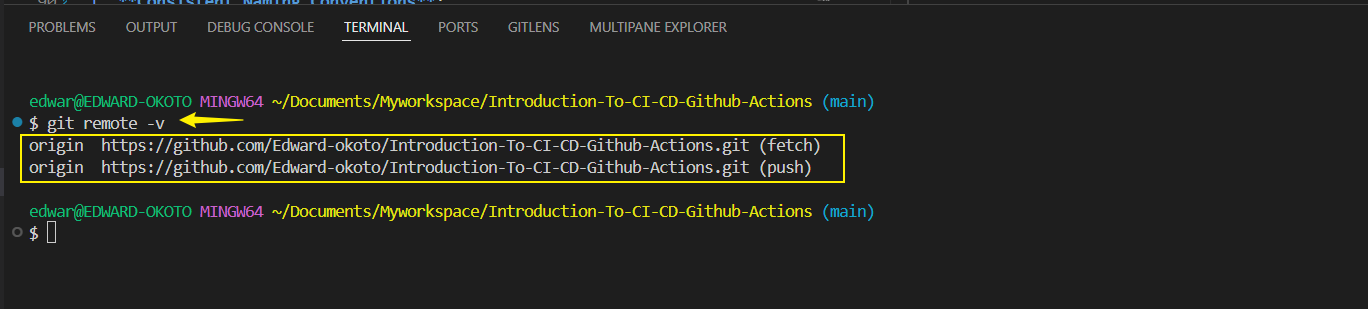 **Consistent Naming Conventions**
PROBLEMS OUTPUT DEBUG CONSOLE TERMINAL PORTS GITLENS MULTIPANE EXPLORER
edwar@EDWARD-OKOTO MINGW64 ~/Documents/Myworkspace/Introduction-To-CI-CD-Github-Actions (main)
$ git remote -v
origin  https://github.com/Edward-okoto/Introduction-To-CI-CD-Github-Actions.git (fetch)
origin  https://github.com/Edward-okoto/Introduction-To-CI-CD-Github-Actions.git (push)
edwar@EDWARD-OKOTO MINGW64 ~/Documents/Myworkspace/Introduction-To-CI-CD-Github-Actions (main)
$